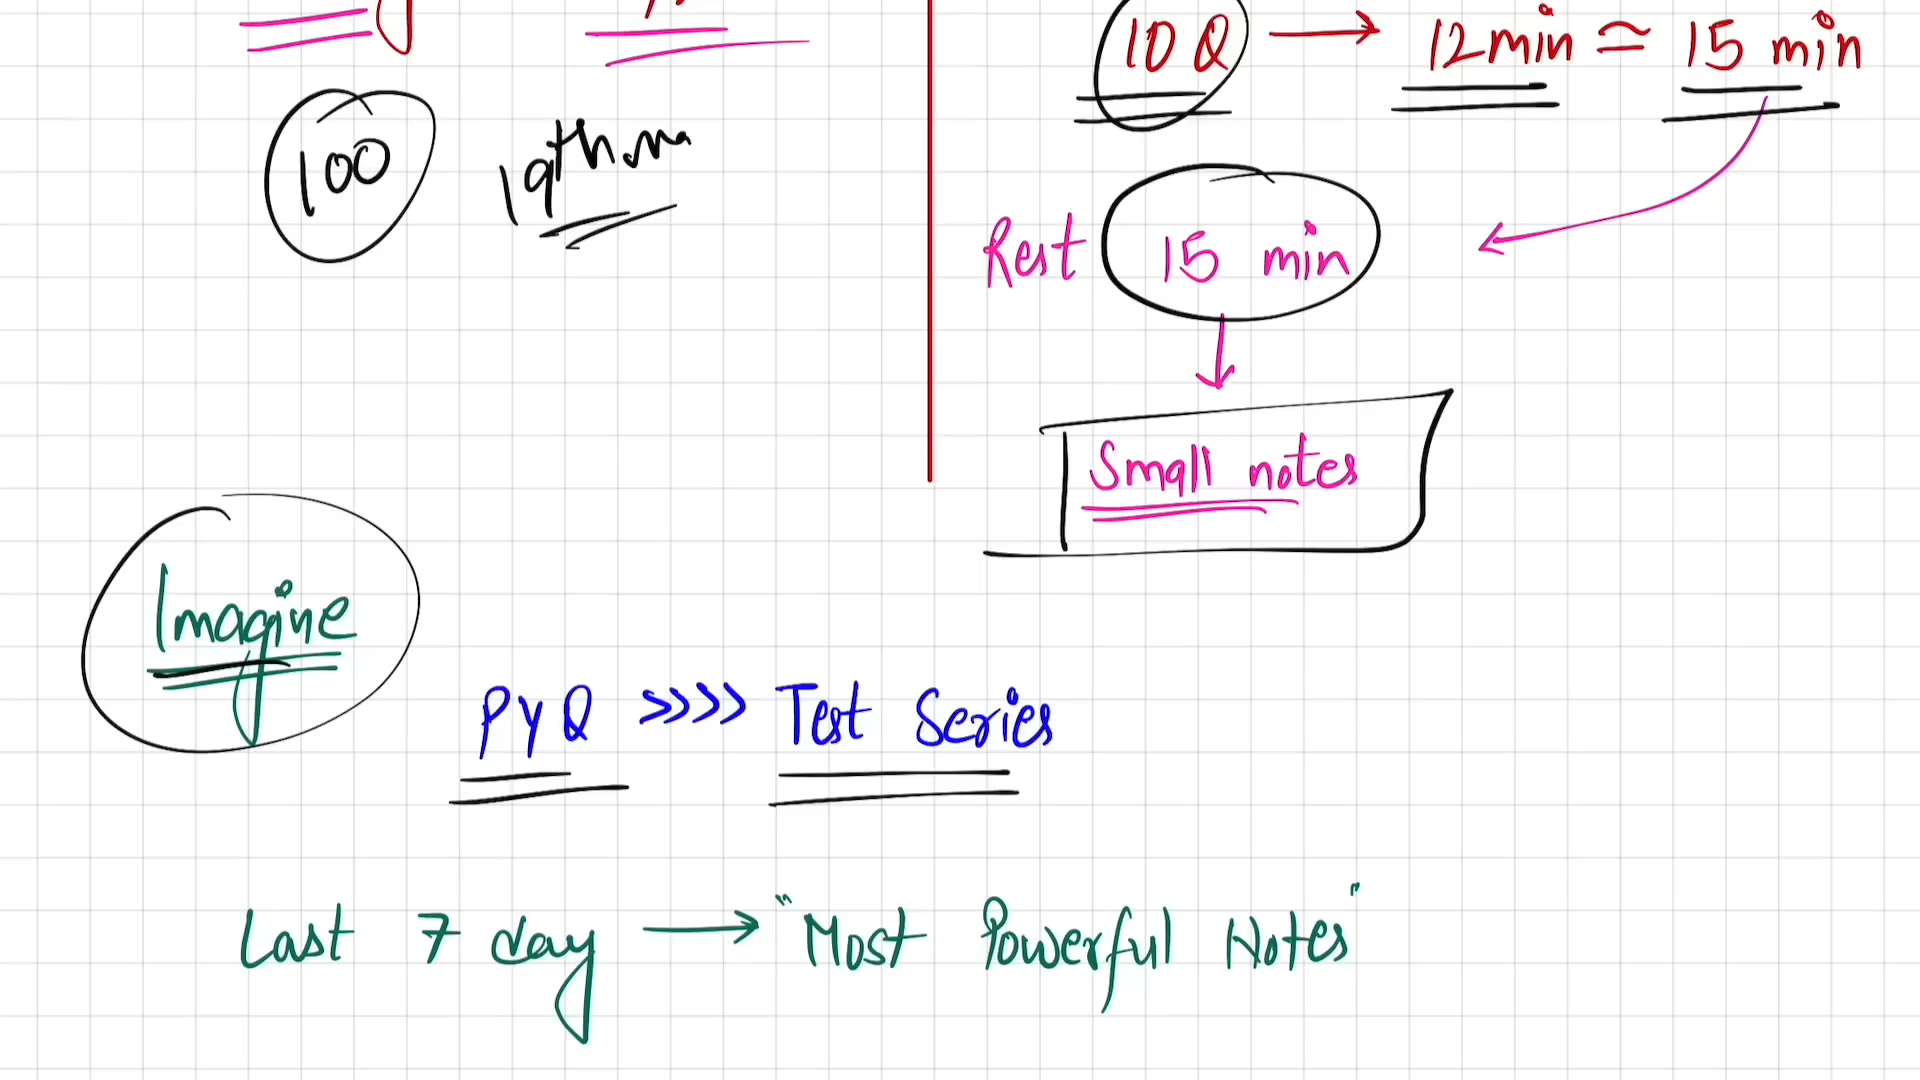 10 Q → 12 min ≃ 15 min
100
Rest 15 min
Small notes
Imagine
PYQ >>>> Test Series
Last 7 day → "Most Powerful Notes"